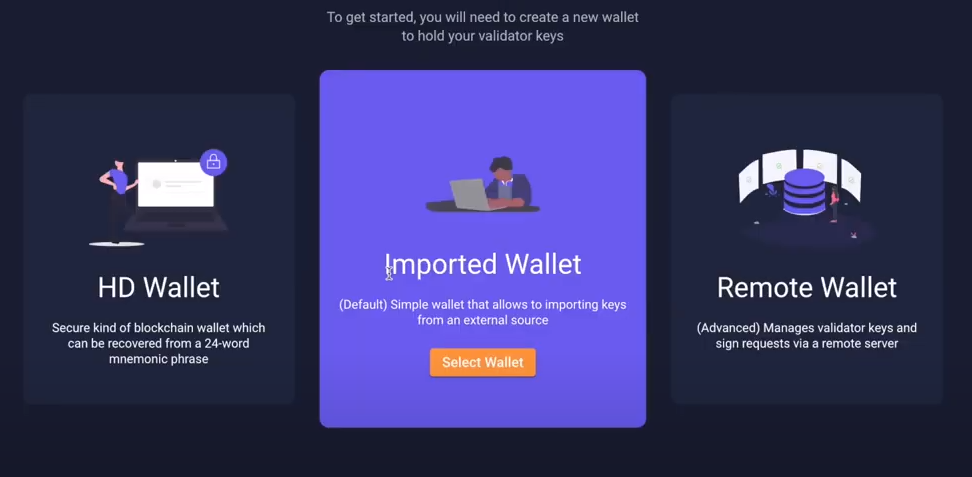 To get started, you will need to create a new wallet
to hold your validator keys
HD Wallet
Secure kind of blockchain wallet which
can be recovered from a 24-word
mnemonic phrase
Imported Wallet
(Default) Simple wallet that allows to importing keys
from an external source
Select Wallet
Remote Wallet
(Advanced) Manages validator keys and
sign requests via a remote server